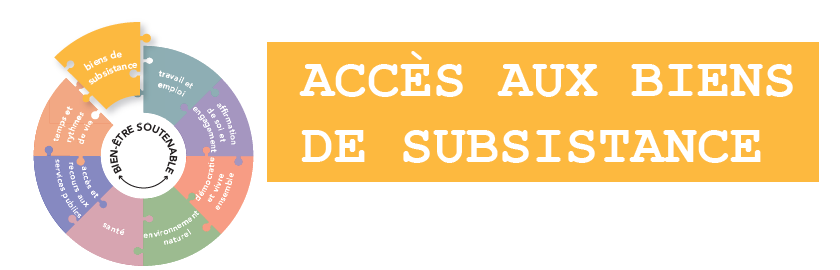 biens de
subsistance
travail et
emploi
affirmation
de soi et
engagement
démocratie
et vivre
ensemble
environnement
naturel
santé
accès et
recours aux
services publics
temps et
rythmes
de vie
BIEN-ÊTRE SOUTENABLE
ACCÈS AUX BIENS
DE SUBSISTANCE